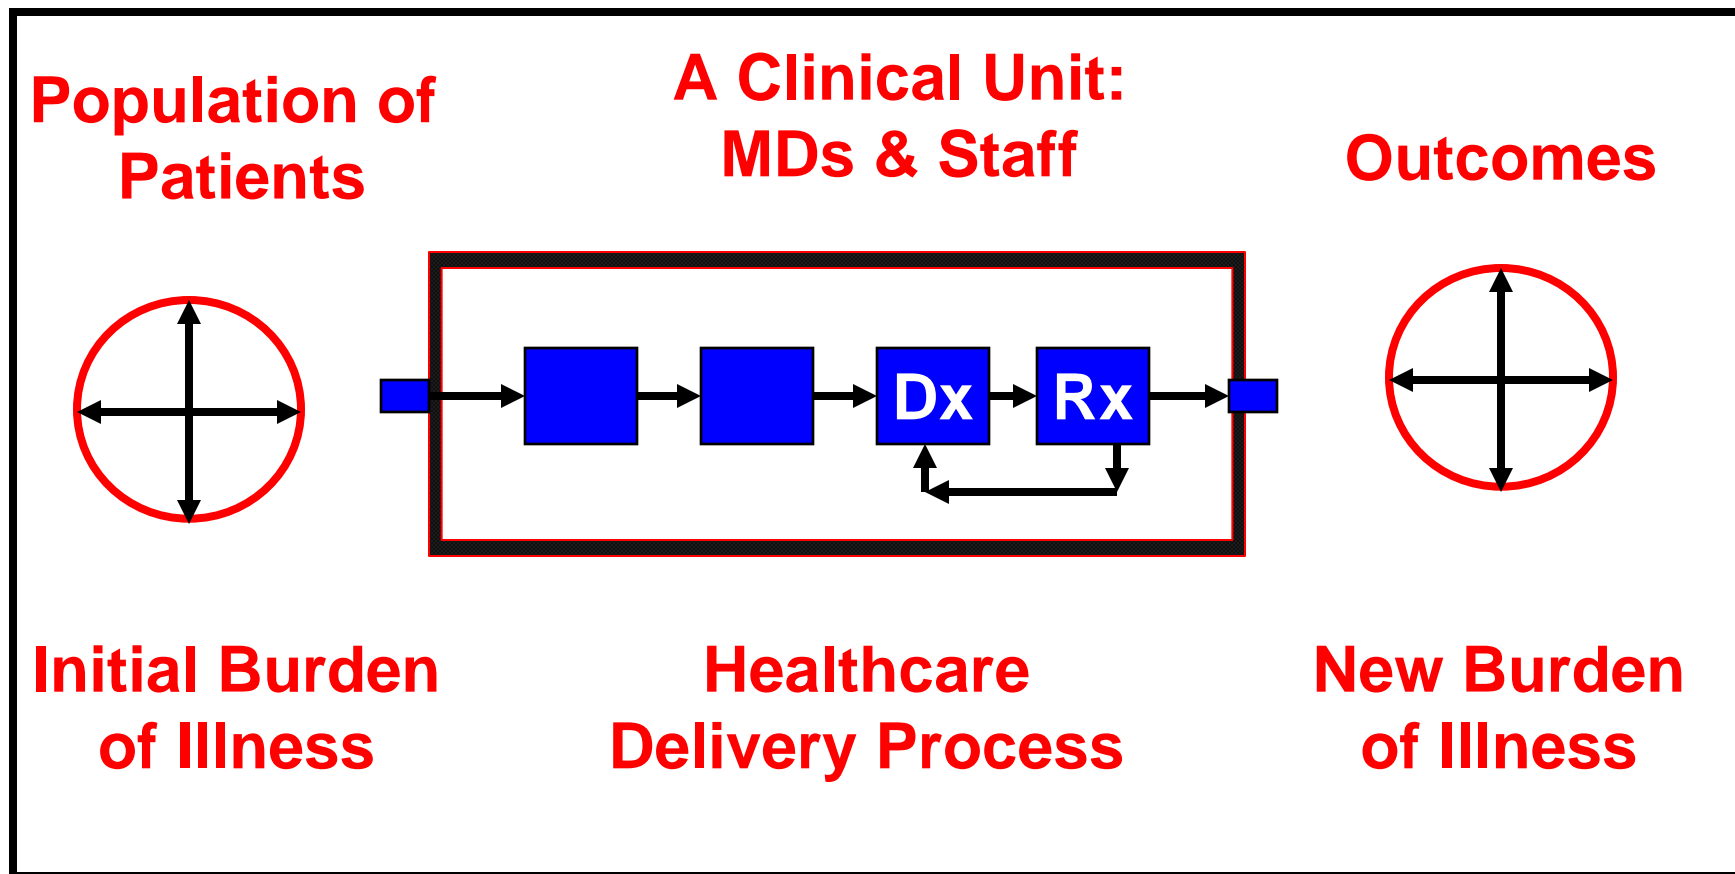 Population of
Patients
A Clinical Unit:
MDs & Staff
Outcomes
Dx
Rx
Initial Burden
of Illness
Healthcare
Delivery Process
New Burden
of Illness